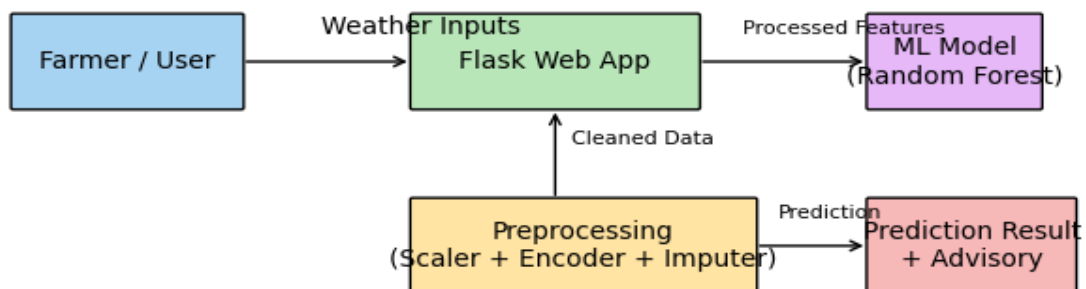 Farmer / User
Weather Inputs
Flask Web App
Processed Features
ML Model
(Random Forest)
Cleaned Data
Preprocessing
(Scaler + Encoder + Imputer)
Prediction
Prediction Result
+ Advisory